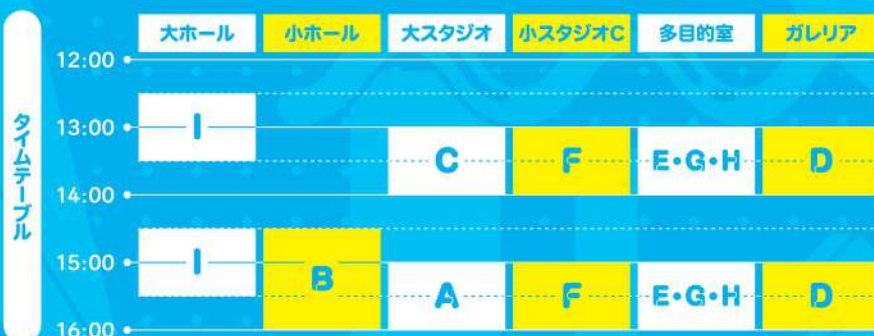 大ホール 小ホール 大スタジオ 小スタジオC 多目的室 ガレリア
タイムテーブル
12:00
13:00 I
C F E・G・H D
14:00
15:00 I B
A F E・G・H D
16:00